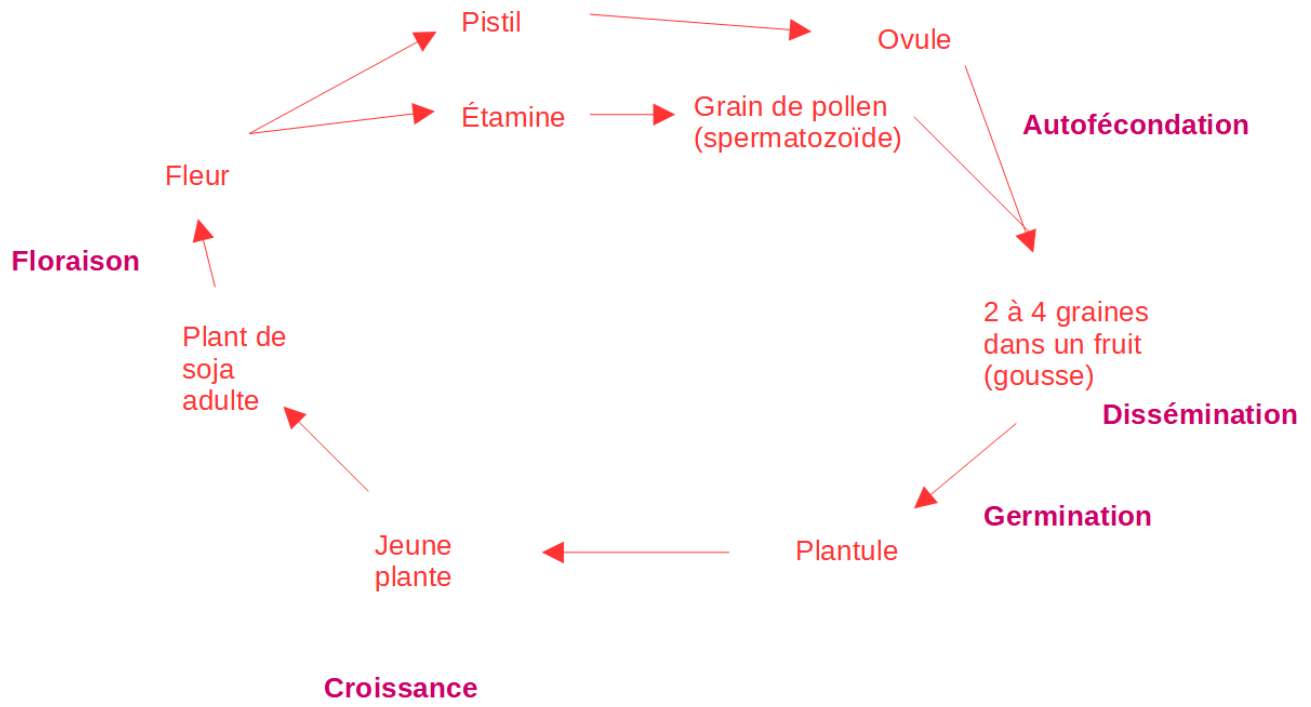 Pistil
Ovule
Étamine
Grain de pollen
(spermatozoïde)
Autofécondation
Fleur
Floraison
2 à 4 graines
dans un fruit
(gousse)
Plant de
soja
adulte
Dissémination
Germination
Plantule
Jeune
plante
Croissance